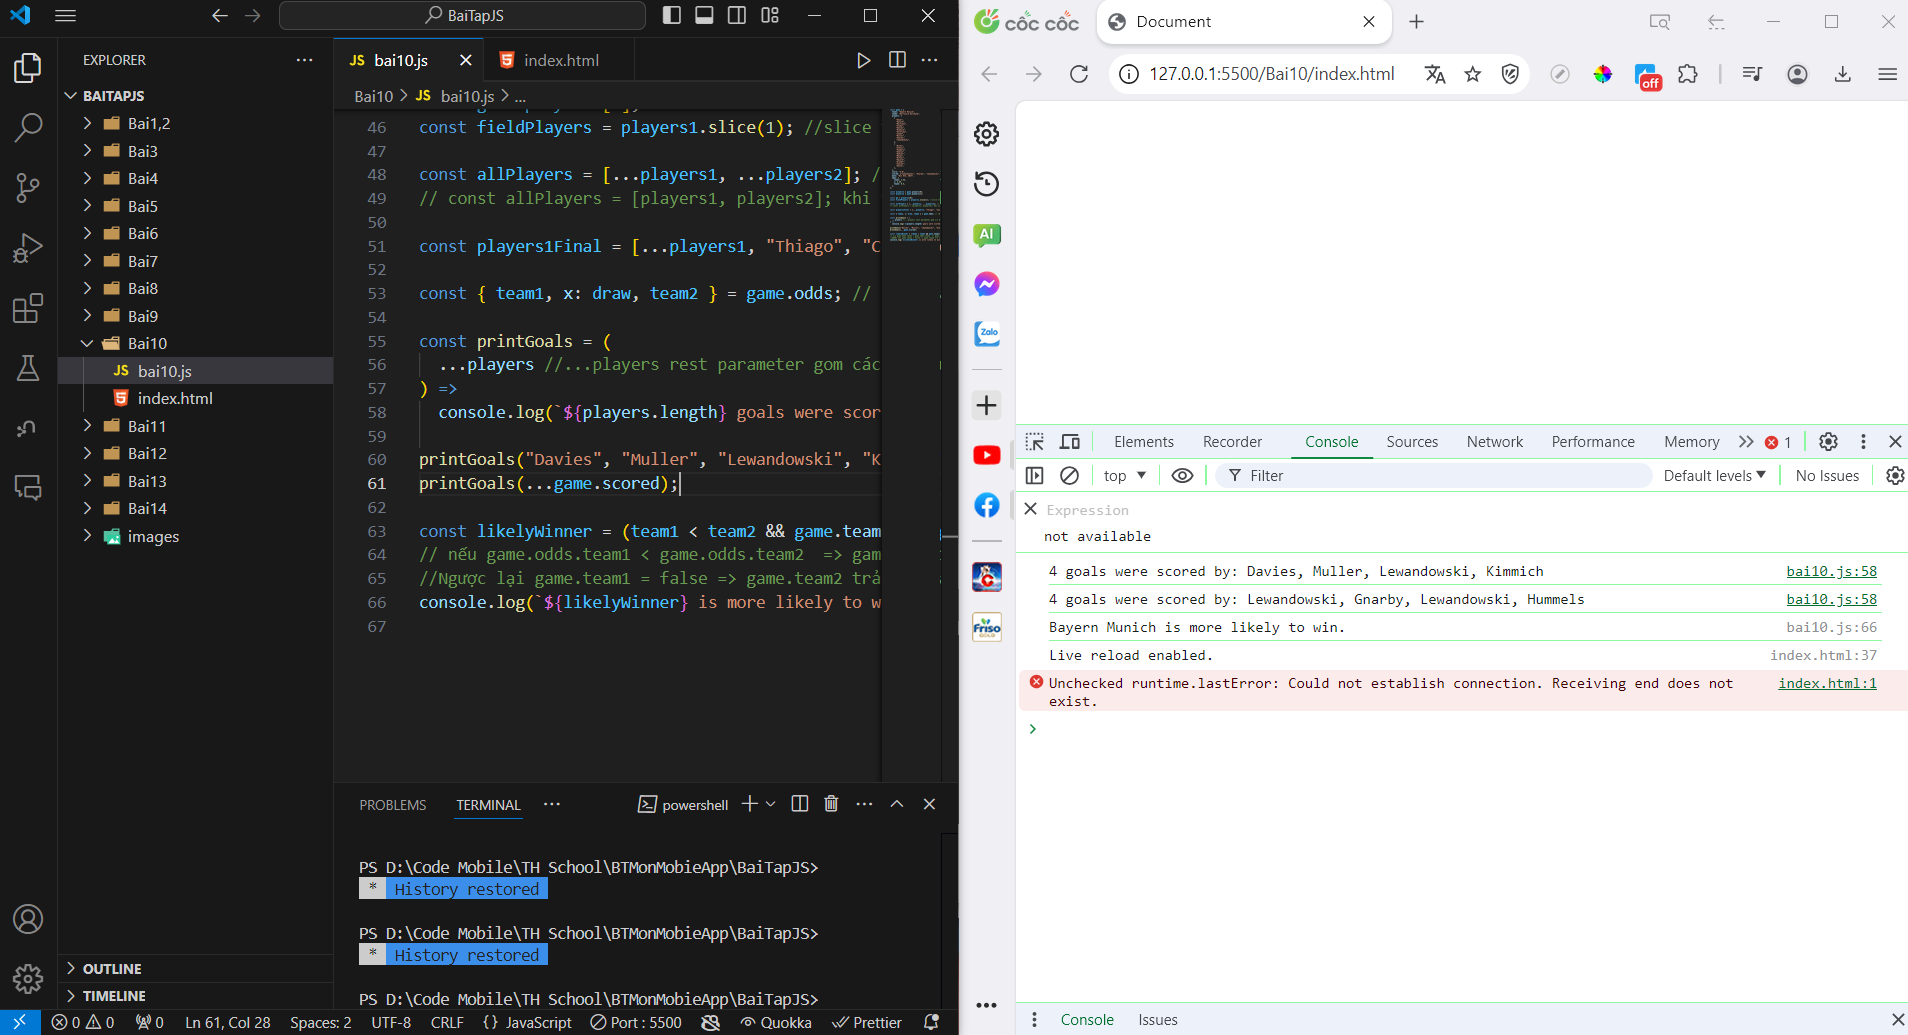 BaiTapJS
EXPLORER
BAITAPJS
Bai1,2
Bai3
Bai4
Bai5
Bai6
Bai7
Bai8
Bai9
Bai10
JS bai10.js
index.html
Bai11
Bai12
Bai13
Bai14
images
OUTLINE
TIMELINE
JS bai10.js
index.html
Bai10 > JS bai10.js > ...
46 const fieldPlayers = players1.slice(1); //slice
47
48 const allPlayers = [...players1, ...players2]; /
49 // const allPlayers = [players1, players2]; khi
50
51 const players1Final = [...players1, "Thiago", "C
52
53 const { team1, x: draw, team2 } = game.odds; //
54
55 const printGoals = (
56 ...players //...players rest parameter gom các
57 ) =>
58 console.log(`${players.length} goals were scor
59
60 printGoals("Davies", "Muller", "Lewandowski", "K
61 printGoals(...game.scored);
62
63 const likelyWinner = (team1 < team2 && game.team
64 // nếu game.odds.team1 < game.odds.team2  => gam
65 //Ngược lại game.team1 = false => game.team2 trả
66 console.log(`${likelyWinner} is more likely to w
67
PROBLEMS TERMINAL ... powershell
PS D:\Code Mobile\TH School\BTMonMobieApp\BaiTapJS>
* History restored
PS D:\Code Mobile\TH School\BTMonMobieApp\BaiTapJS>
* History restored
PS D:\Code Mobile\TH School\BTMonMobieApp\BaiTapJS>
0 0 0 Ln 61, Col 28 Spaces: 2 UTF-8 CRLF {} JavaScript Port : 5500 Quokka Prettier
CỐC CỐC Document
127.0.0.1:5500/Bai10/index.html
off
AI
Zalo
Friso
GOLD
Elements Recorder Console Sources Network Performance Memory 1
top Filter Default levels No Issues
Expression
not available
4 goals were scored by: Davies, Muller, Lewandowski, Kimmich bai10.js:58
4 goals were scored by: Lewandowski, Gnarby, Lewandowski, Hummels bai10.js:58
Bayern Munich is more likely to win. bai10.js:66
Live reload enabled. index.html:37
Unchecked runtime.lastError: Could not establish connection. Receiving end does not index.html:1
exist.
Console Issues